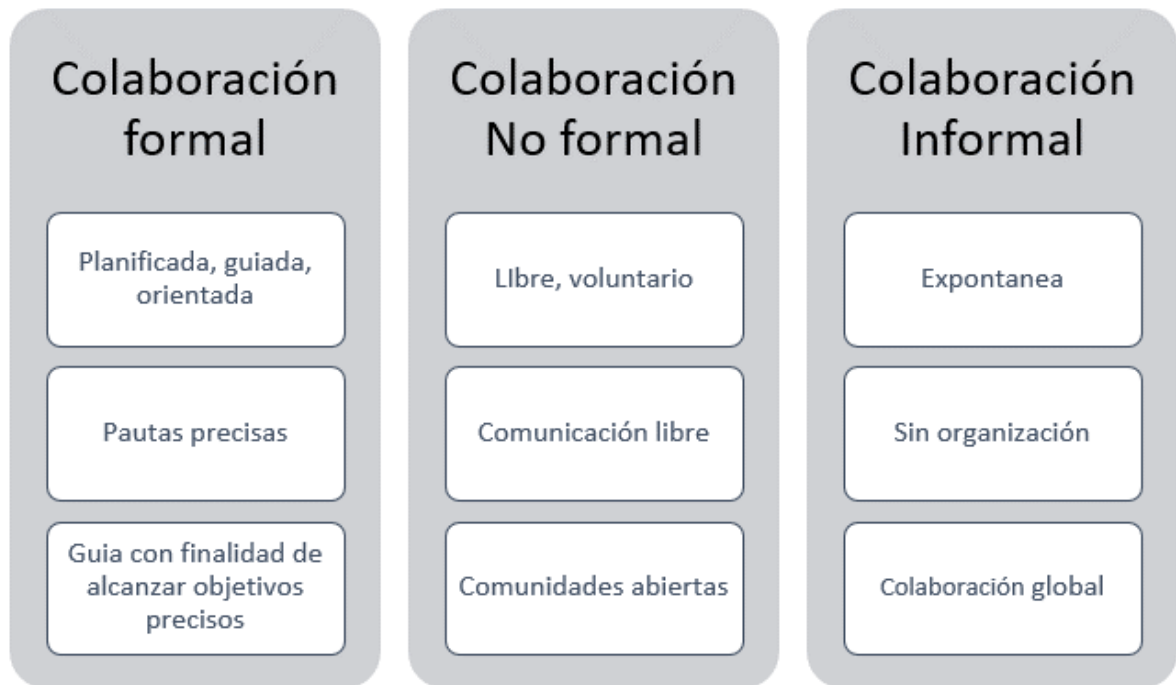 Colaboración
formal
Planificada, guiada,
orientada
Pautas precisas
Guia con finalidad de
alcanzar objetivos
precisos
Colaboración
No formal
LIbre, voluntario
Comunicación libre
Comunidades abiertas
Colaboración
Informal
Expontanea
Sin organización
Colaboración global